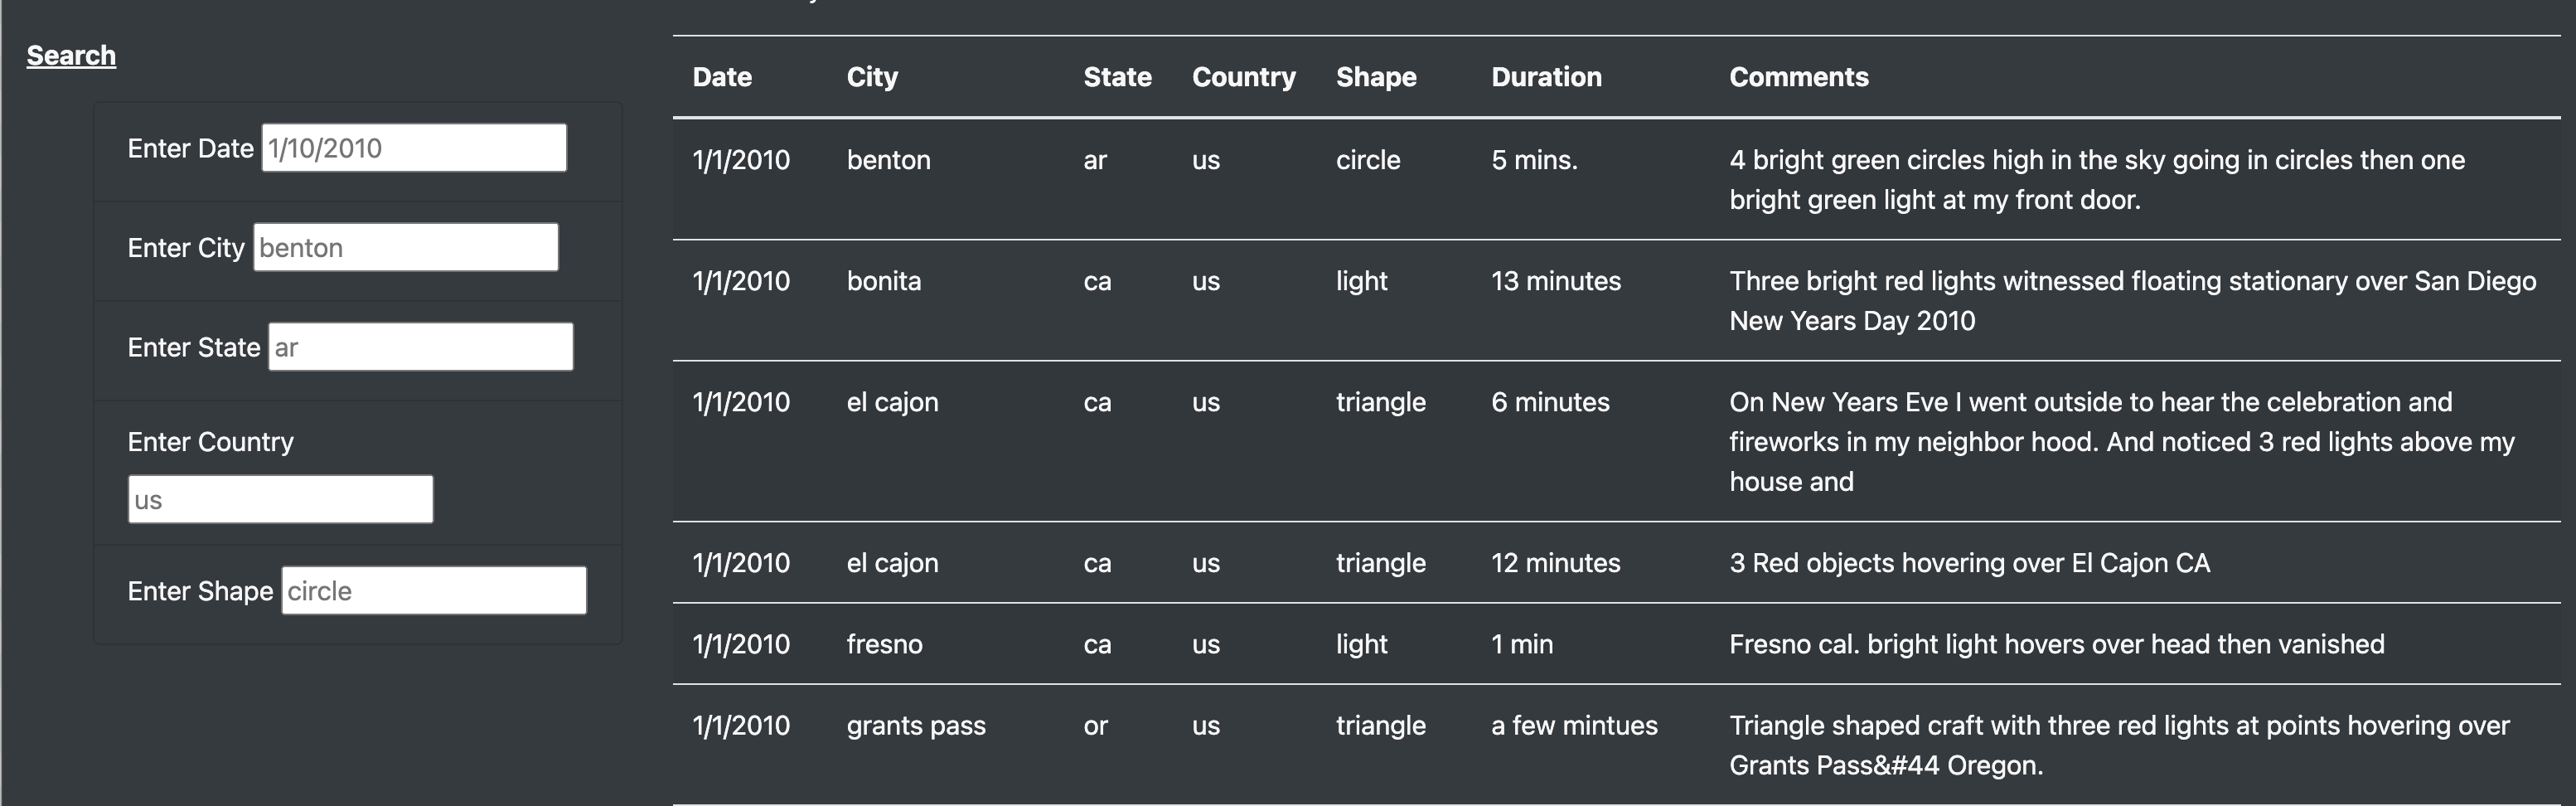 Search
Enter Date 1/10/2010
Enter City benton
Enter State ar
Enter Country
us
Enter Shape circle
Date City State Country Shape Duration Comments
1/1/2010 benton ar us circle 5 mins. 4 bright green circles high in the sky going in circles then one
bright green light at my front door.
1/1/2010 bonita ca us light 13 minutes Three bright red lights witnessed floating stationary over San Diego
New Years Day 2010
1/1/2010 el cajon ca us triangle 6 minutes On New Years Eve I went outside to hear the celebration and
fireworks in my neighbor hood. And noticed 3 red lights above my
house and
1/1/2010 el cajon ca us triangle 12 minutes 3 Red objects hovering over El Cajon CA
1/1/2010 fresno ca us light 1 min Fresno cal. bright light hovers over head then vanished
1/1/2010 grants pass or us triangle a few mintues Triangle shaped craft with three red lights at points hovering over
Grants Pass&#44 Oregon.